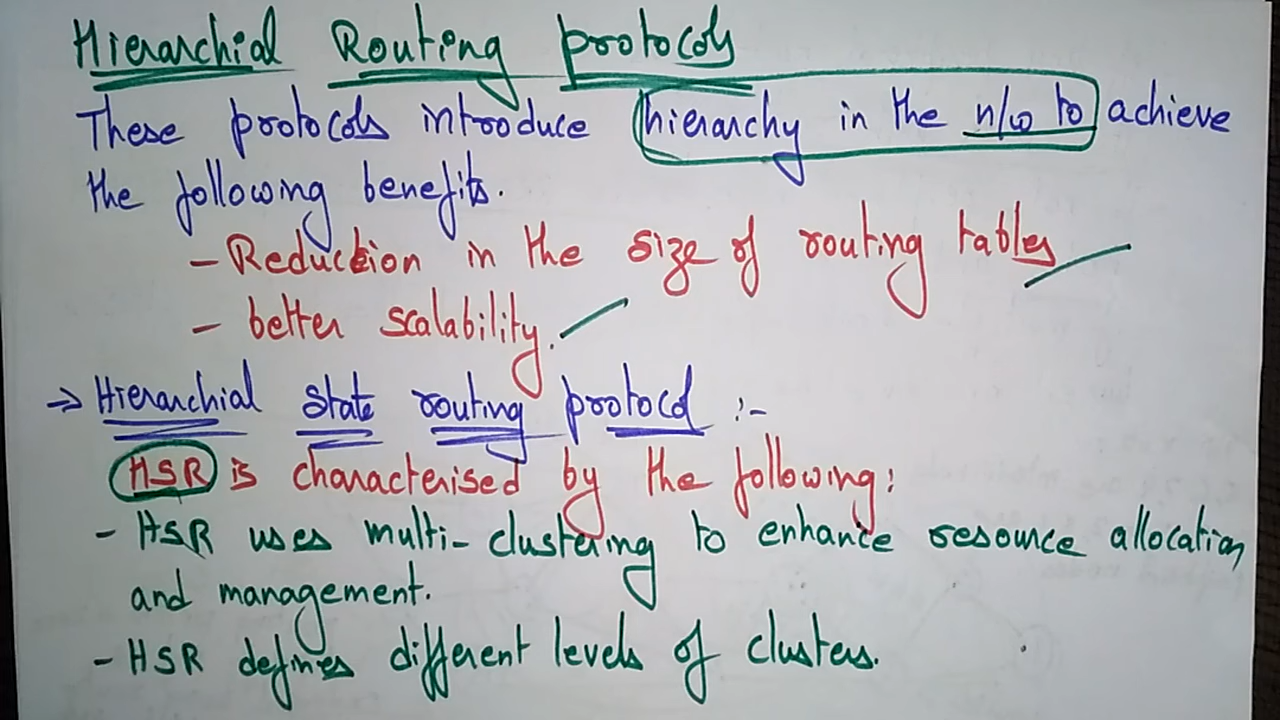 Hierarchial Routing protocols
These protocols introduce hierarchy in the n/w to achieve
the following benefits.
- Reduction in the size of routing tables
- better scalability.
→ Hierarchial state routing protocol :-
HSR is characterised by the following:
- HSR uses multi-clustering to enhance resource allocation
and management.
- HSR defines different levels of clusters.